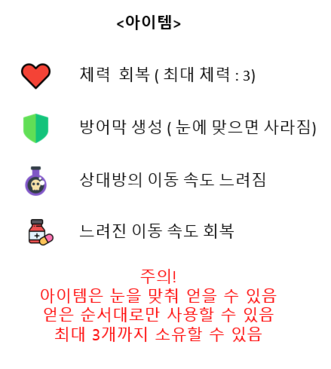 <아이템>
체력 회복 ( 최대 체력 : 3)
방어막 생성 ( 눈에 맞으면 사라짐)
상대방의 이동 속도 느려짐
느려진 이동 속도 회복
주의!
아이템은 눈을 맞춰 얻을 수 있음
얻은 순서대로만 사용할 수 있음
최대 3개까지 소유할 수 있음